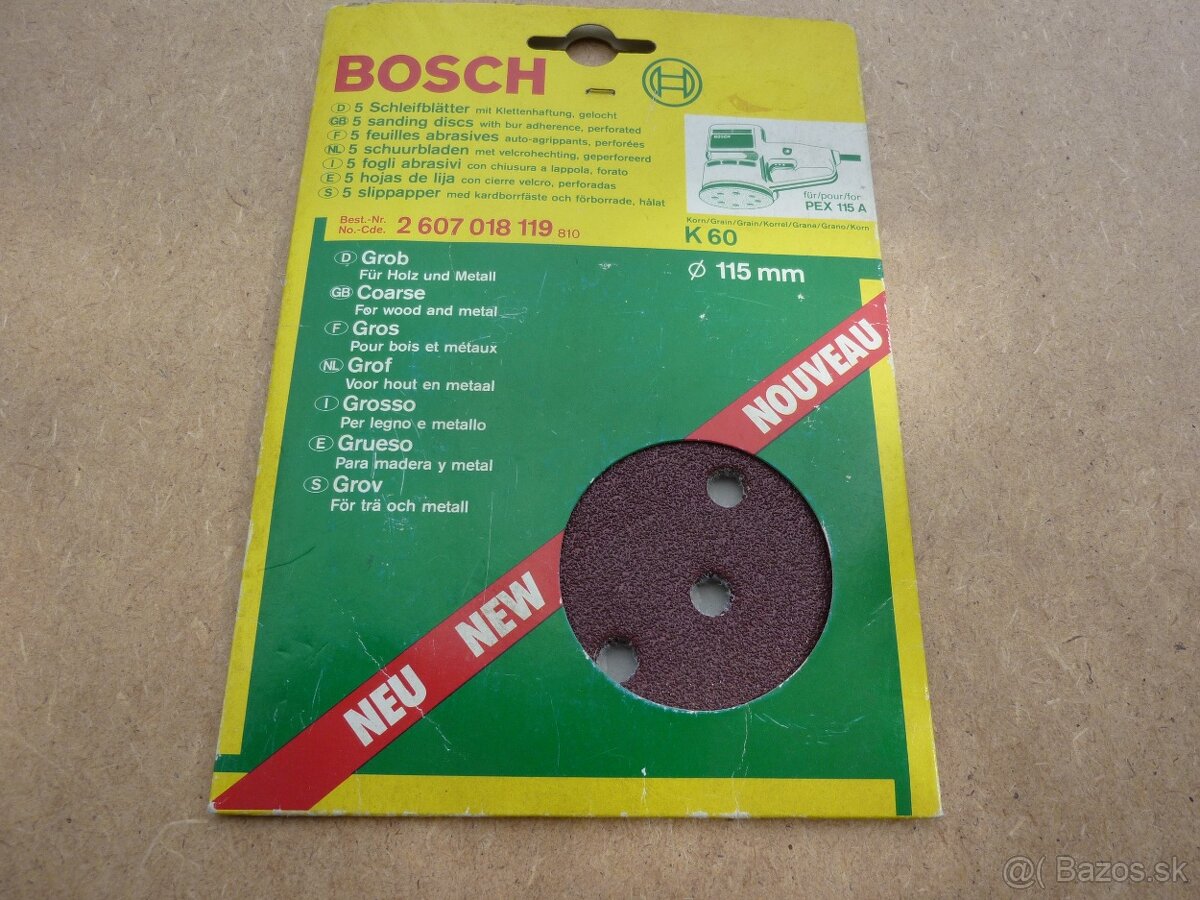 BOSCH
D 5 Schleifblätter mit Klettenhaftung, gelocht
GB 5 sanding discs with bur adherence, perforated
F 5 feuilles abrasives auto-agrippants, perforées
NL 5 schuurbladen met velcrohechting, geperforeerd
I 5 fogli abrasivi con chiusura a lappola, forato
E 5 hojas de lija con cierre velcro, perforadas
S 5 slippapper med kardborrfäste och förborrade, hålat
BOSCH
für/pour/for
PEX 115 A
Best.-Nr.
No.-Cde. 2 607 018 119 810
Korn/Grain/Grain/Korrel/Grana/Grano/Korn
K 60
Ø 115 mm
D Grob
Für Holz und Metall
GB Coarse
For wood and metal
F Gros
Pour bois et métaux
NL Grof
Voor hout en metaal
I Grosso
Per legno e metallo
E Grueso
Para madera y metal
S Grov
För trä och metall
NEU NEW NOUVEAU
@( Bazos.sk